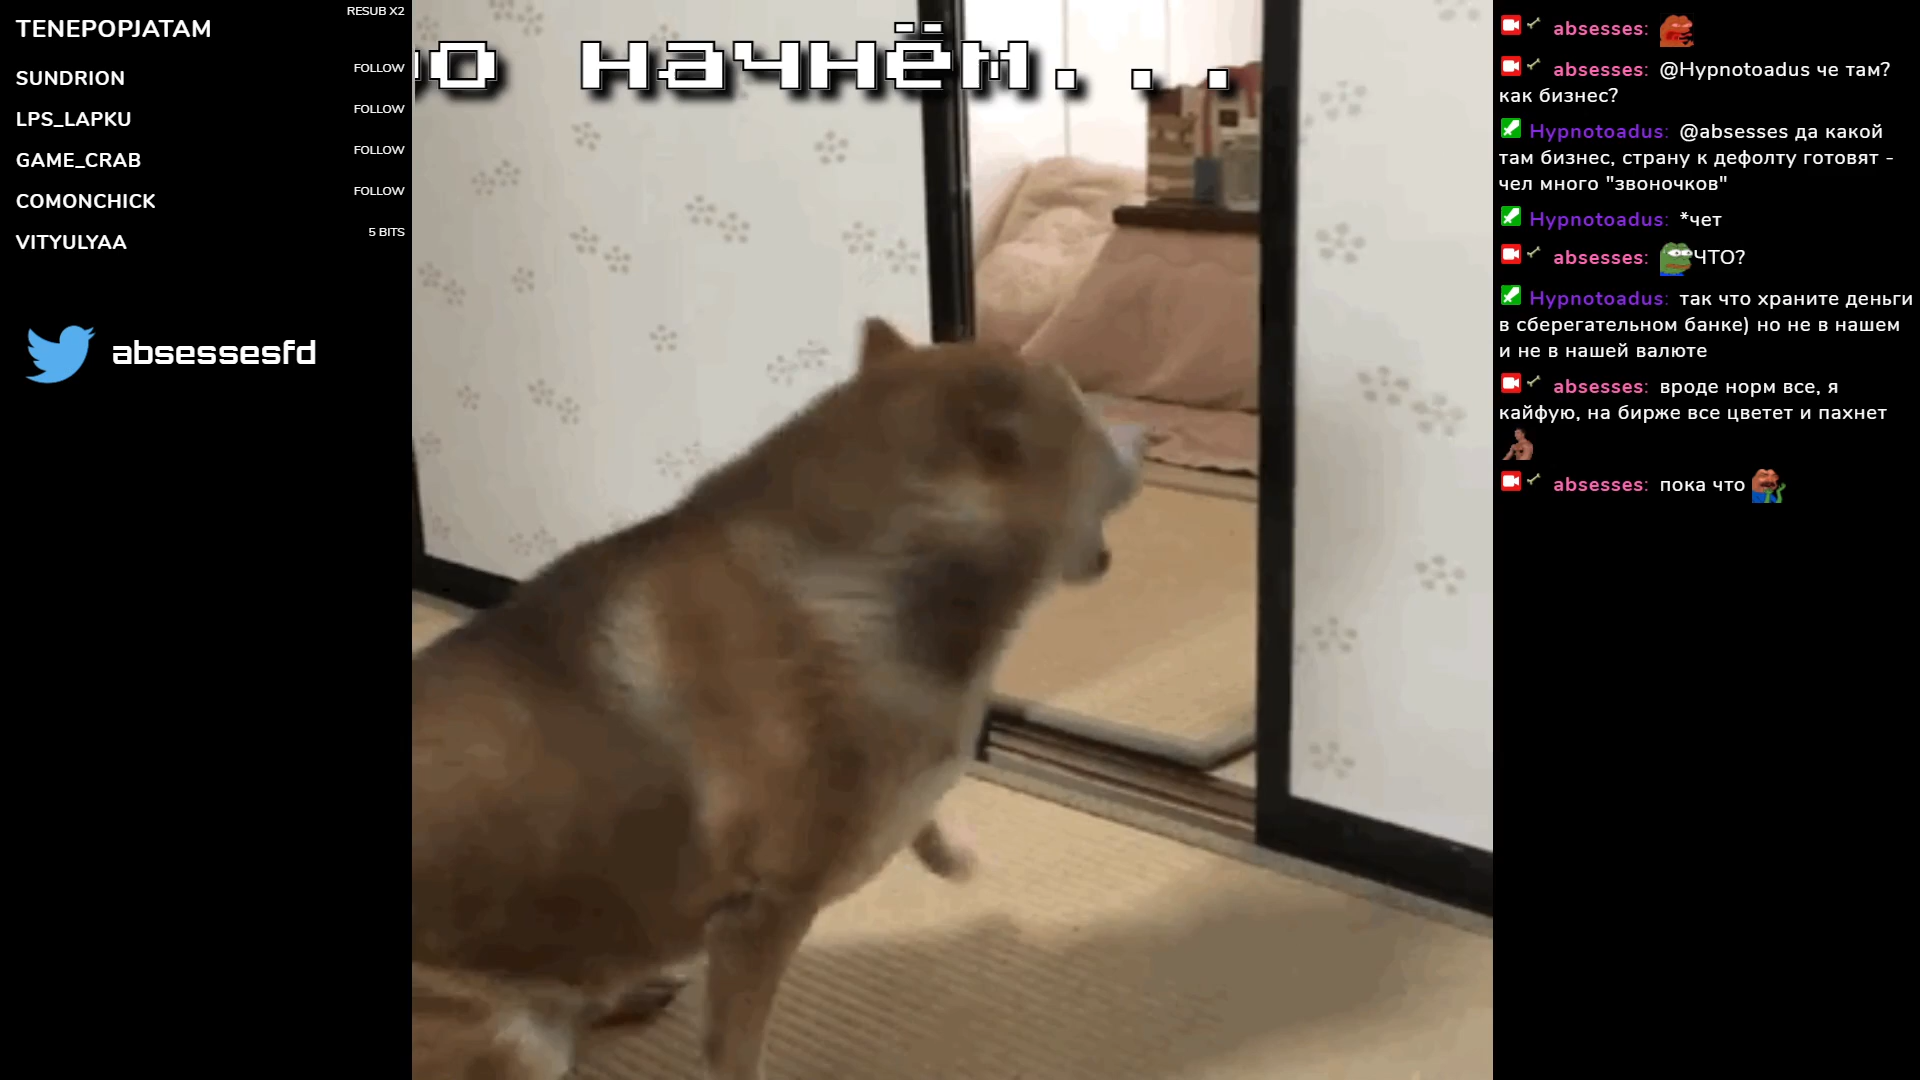 TENEPOPJATAM RESUB X2
SUNDRION FOLLOW
LPS_LAPKU FOLLOW
GAME_CRAB FOLLOW
COMONCHICK FOLLOW
VITYULYAA 5 BITS
absessesfd
о начнём...
absesses:
absesses: @Hypnotoadus че там?
как бизнес?
Hypnotoadus: @absesses да какой
там бизнес, страну к дефолту готовят -
чел много "звоночков"
Hypnotoadus: *чет
absesses: ЧТО?
Hypnotoadus: так что храните деньги
в сберегательном банке) но не в нашем
и не в нашей валюте
absesses: вроде норм все, я
кайфую, на бирже все цветет и пахнет
absesses: пока что